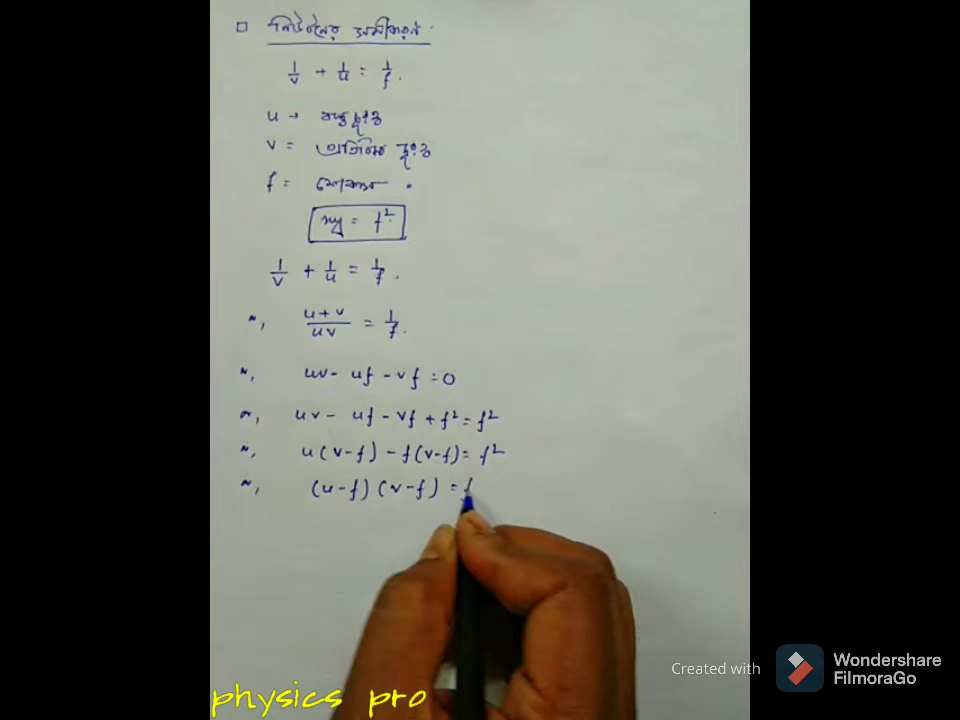 □ নিউটনের সমীকরণ
1/v + 1/u = 1/f.
u → বস্তু দূরত্ব
v = প্রতিবিম্ব দূরত্ব
f = ফোকাস
xy = f²
1/v + 1/u = 1/f.
~, (u+v)/(uv) = 1/f.
~, uv - uf - vf = 0
~, uv - uf - vf + f² = f²
~, u(v-f) - f(v-f) = f²
~, (u-f)(v-f) = f
physics pro
Created with Wondershare FilmoraGo